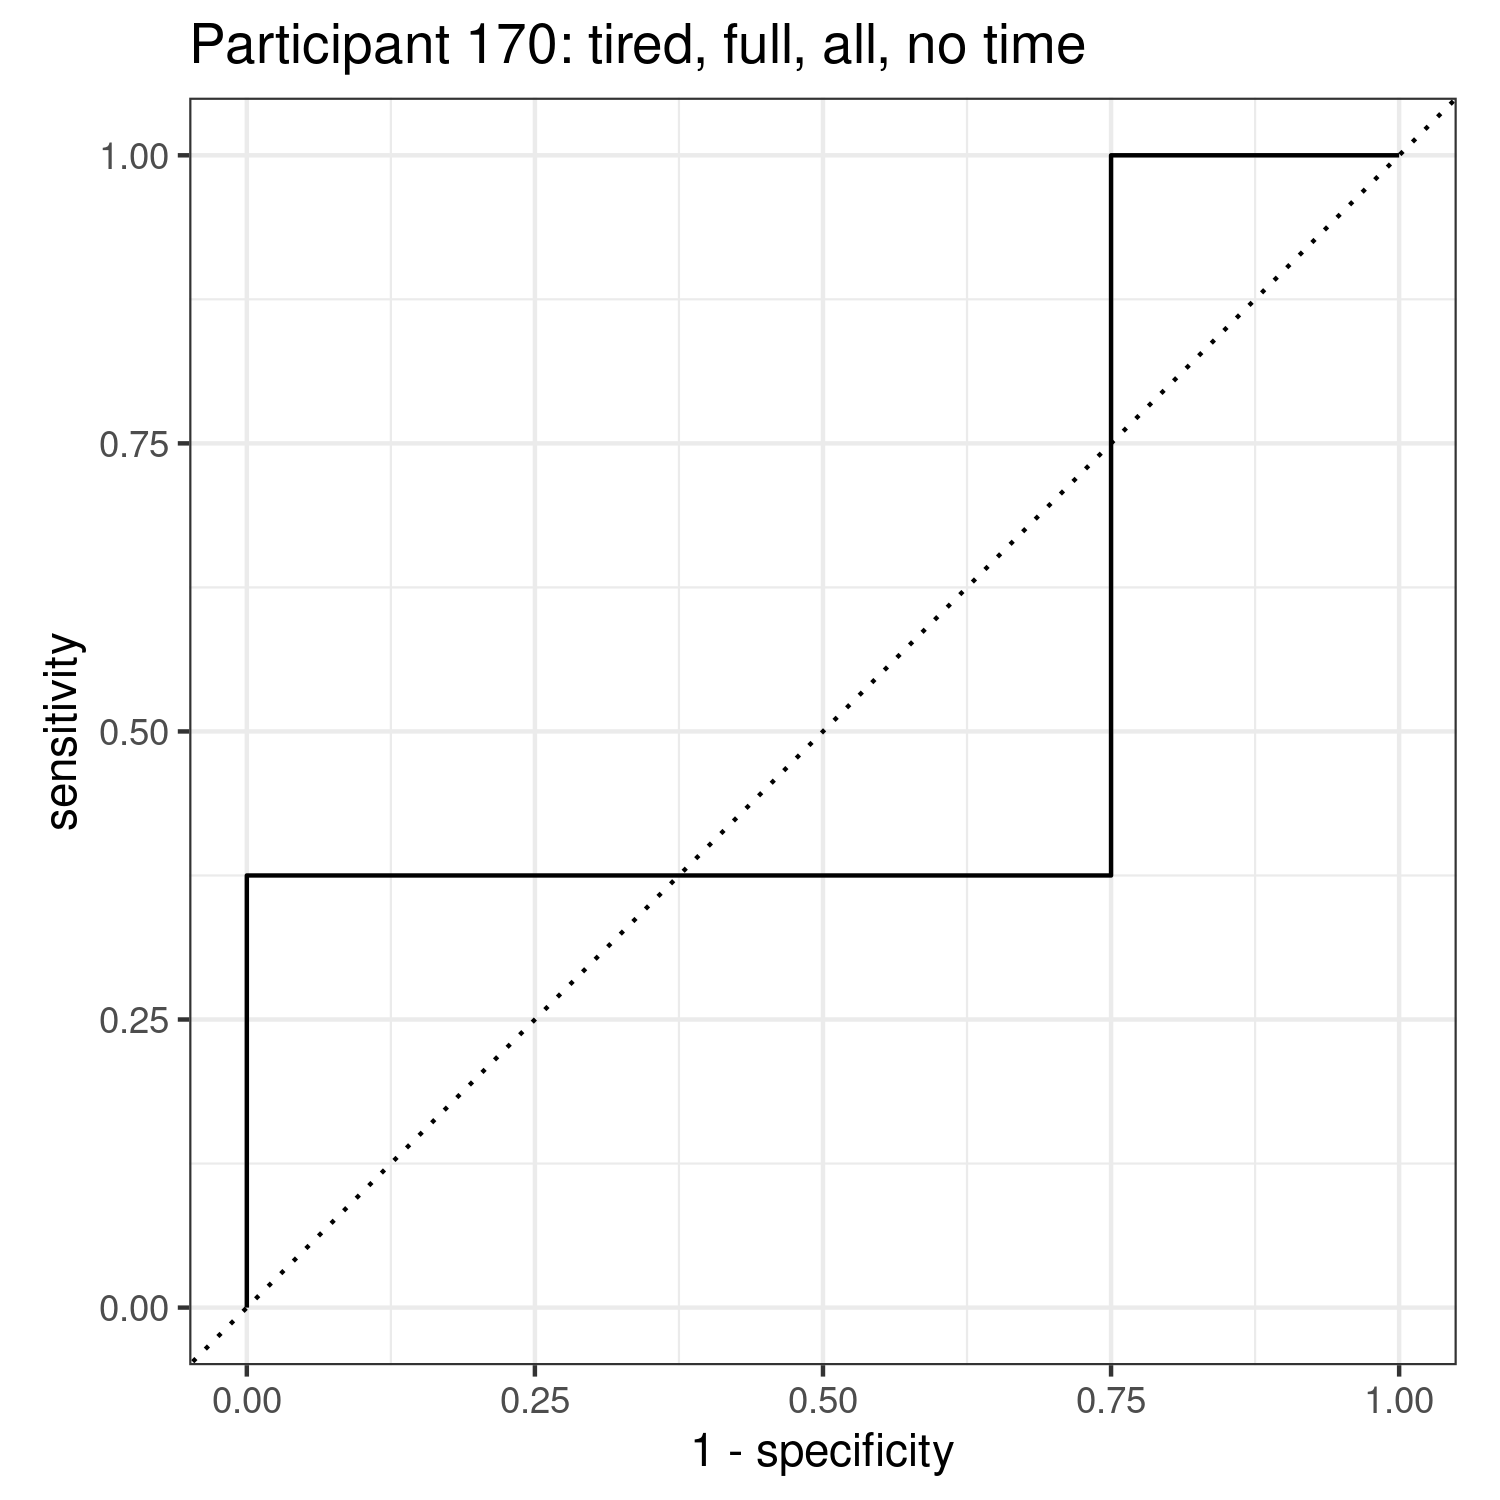 Participant 170: tired, full, all, no time
1.00
0.75
0.50
0.25
0.00
sensitivity
0.00 0.25 0.50 0.75 1.00
1 - specificity